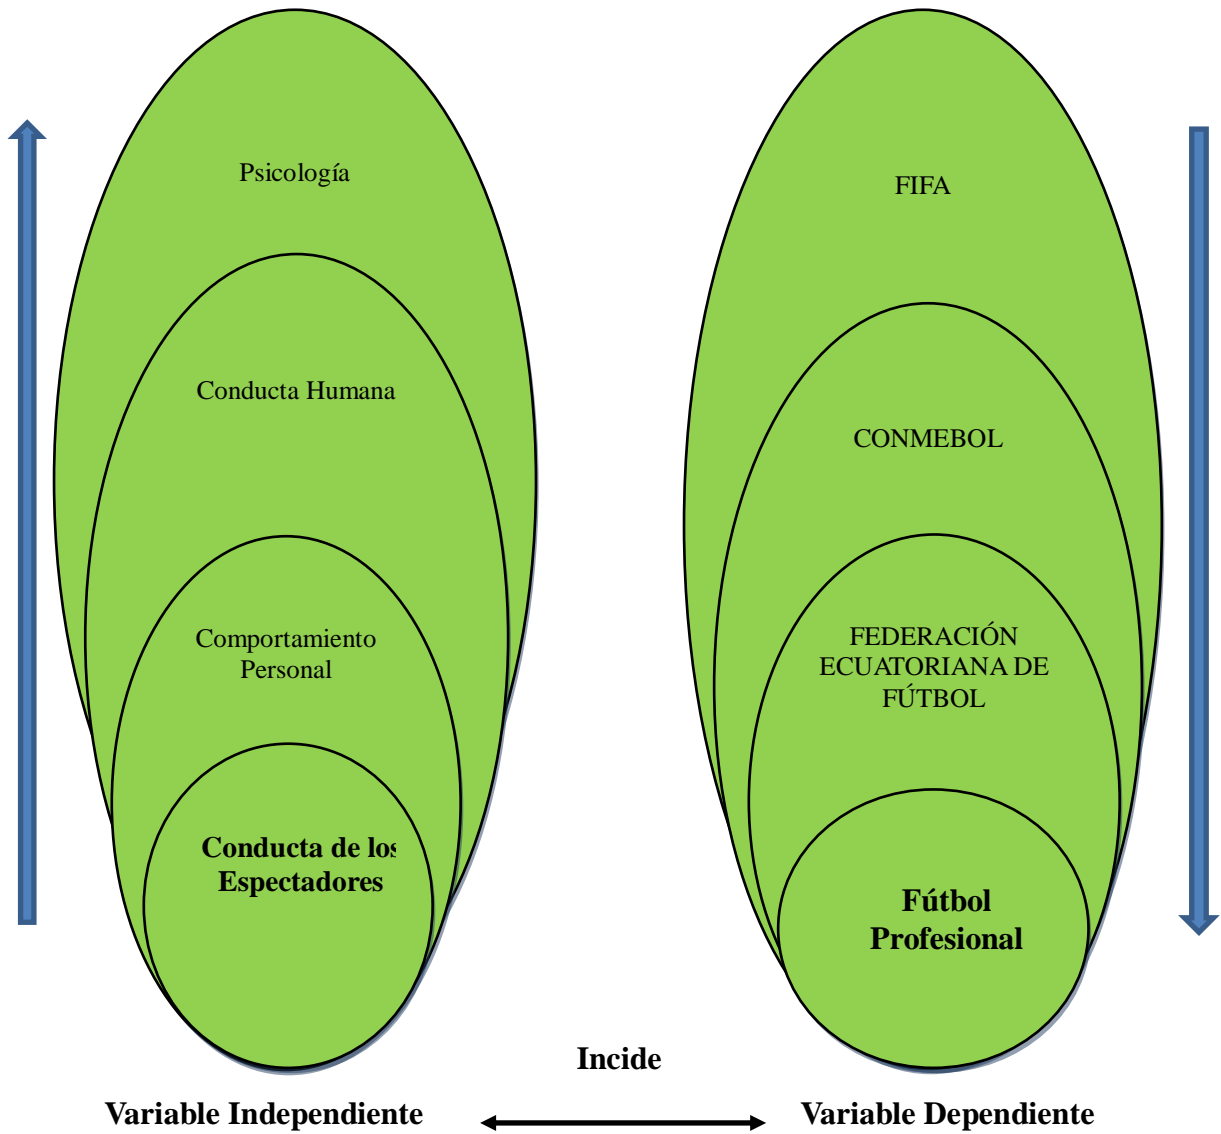 Psicología
Conducta Humana
Comportamiento
Personal
Conducta de los
Espectadores
FIFA
CONMEBOL
FEDERACIÓN
ECUATORIANA DE
FÚTBOL
Fútbol
Profesional
Incide
Variable Independiente
Variable Dependiente